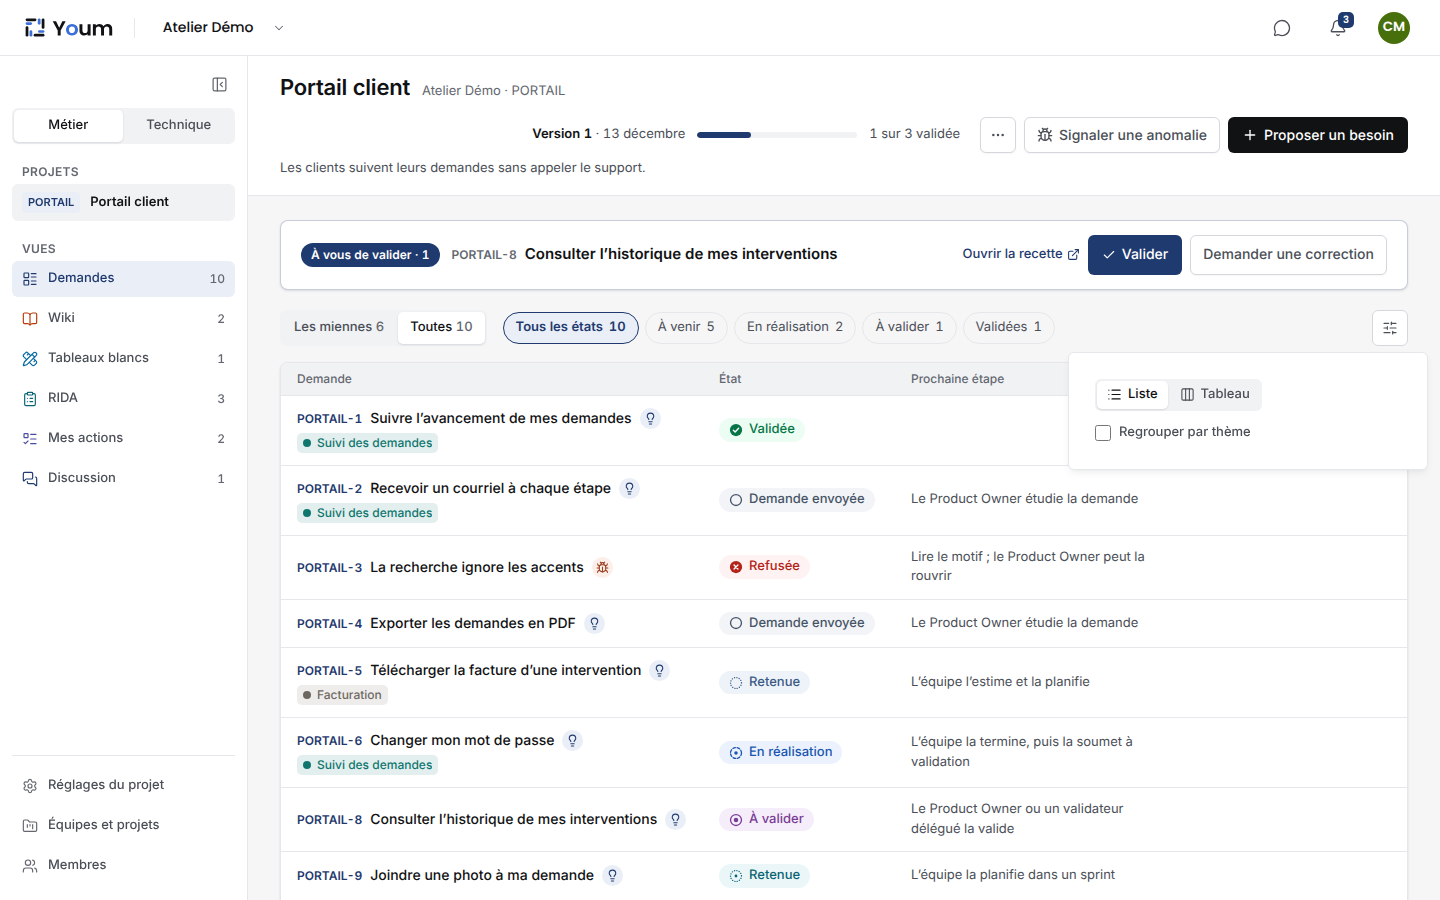 Youm
Atelier Démo
3
CM
Métier
Technique
PROJETS
PORTAIL Portail client
VUES
Demandes 10
Wiki 2
Tableaux blancs 1
RIDA 3
Mes actions 2
Discussion 1
Réglages du projet
Équipes et projets
Membres
Portail client Atelier Démo · PORTAIL
Version 1 · 13 décembre 1 sur 3 validée
Signaler une anomalie
Proposer un besoin
Les clients suivent leurs demandes sans appeler le support.
À vous de valider · 1 PORTAIL-8 Consulter l’historique de mes interventions
Ouvrir la recette
Valider
Demander une correction
Les miennes 6 Toutes 10
Tous les états 10 À venir 5 En réalisation 2 À valider 1 Validées 1
Liste Tableau
Regrouper par thème
Demande État Prochaine étape
PORTAIL-1 Suivre l’avancement de mes demandes
Suivi des demandes
Validée
PORTAIL-2 Recevoir un courriel à chaque étape
Suivi des demandes
Demande envoyée
Le Product Owner étudie la demande
PORTAIL-3 La recherche ignore les accents
Refusée
Lire le motif ; le Product Owner peut la
rouvrir
PORTAIL-4 Exporter les demandes en PDF
Demande envoyée
Le Product Owner étudie la demande
PORTAIL-5 Télécharger la facture d’une intervention
Facturation
Retenue
L’équipe l’estime et la planifie
PORTAIL-6 Changer mon mot de passe
Suivi des demandes
En réalisation
L’équipe la termine, puis la soumet à
validation
PORTAIL-8 Consulter l’historique de mes interventions
À valider
Le Product Owner ou un validateur
délégué la valide
PORTAIL-9 Joindre une photo à ma demande
Retenue
L’équipe la planifie dans un sprint